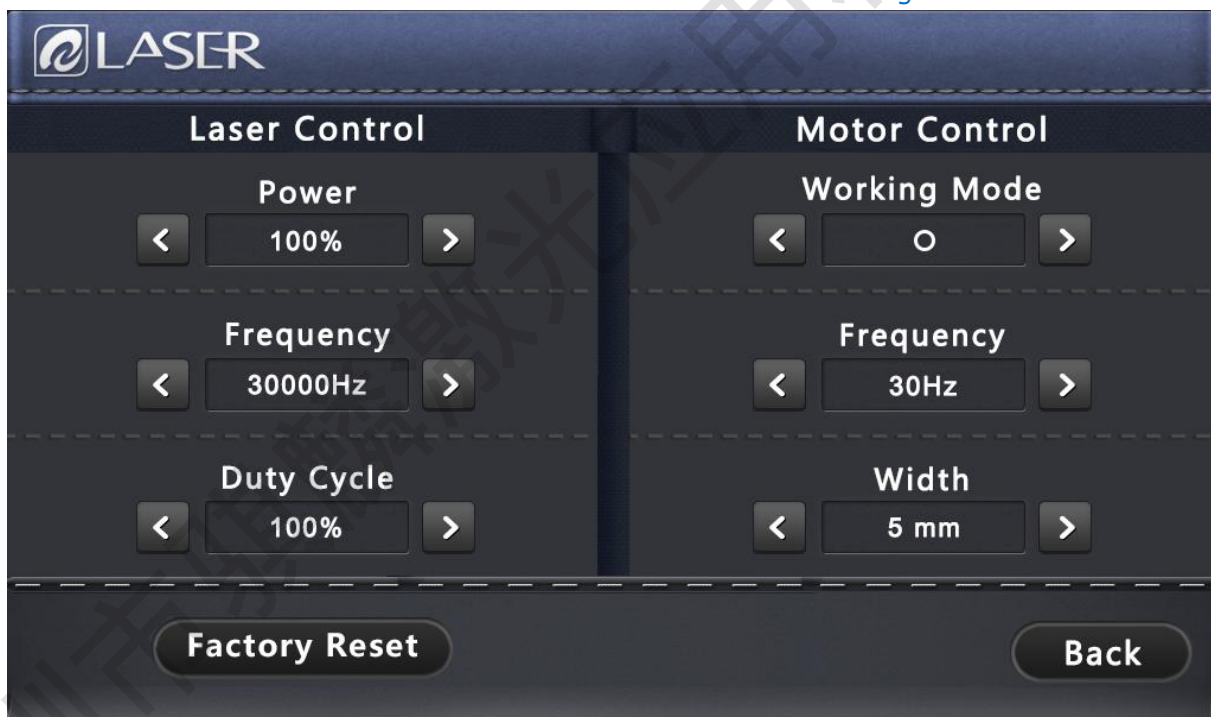 LASER
Laser Control
Motor Control
Power
Working Mode
<
100%
>
<
O
>
Frequency
Frequency
<
30000Hz
>
<
30Hz
>
Duty Cycle
Width
<
100%
>
<
5 mm
>
Factory Reset
Back